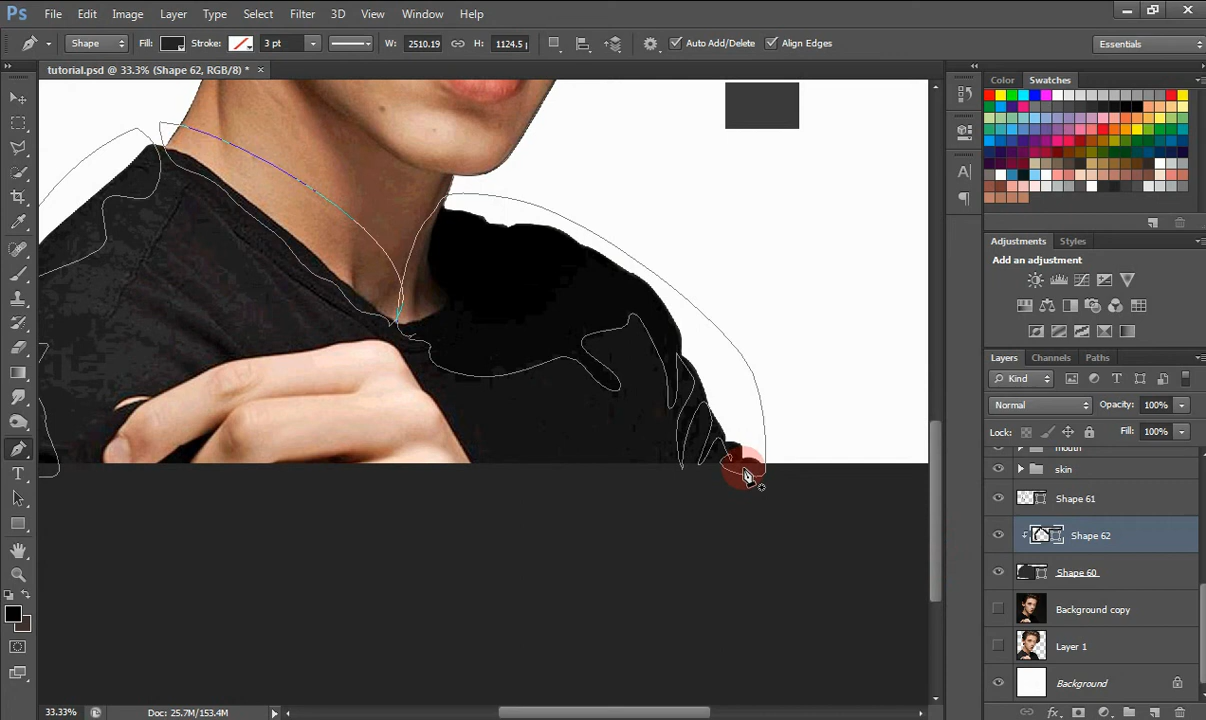 Ps File Edit Image Layer Type Select Filter 3D View Window Help
Shape Fill: Stroke: 3 pt W: 2510.19 H: 1124.5 p Auto Add/Delete Align Edges Essentials
tutorial.psd @ 33.3% (Shape 62, RGB/8) * ×
Color Swatches
Adjustments Styles
Add an adjustment
Layers Channels Paths
Kind
Normal Opacity: 100%
Lock: Fill: 100%
mouth
skin
Shape 61
Shape 62
Shape 60
Background copy
Layer 1
Background
33.33% Doc: 25.7M/153.4M